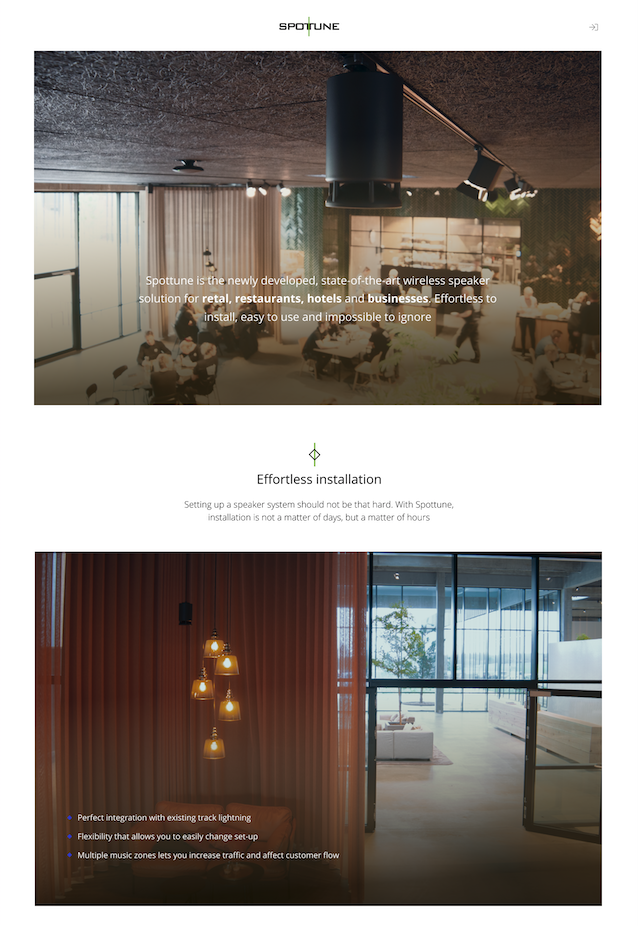 SPOTTUNE
Spottune is the newly developed, state-of-the-art wireless speaker
solution for retal, restaurants, hotels and businesses. Effortless to
install, easy to use and impossible to ignore
Effortless installation
Setting up a speaker system should not be that hard. With Spottune,
installation is not a matter of days, but a matter of hours
Perfect integration with existing track lightning
Flexibility that allows you to easily change set-up
Multiple music zones lets you increase traffic and affect customer flow